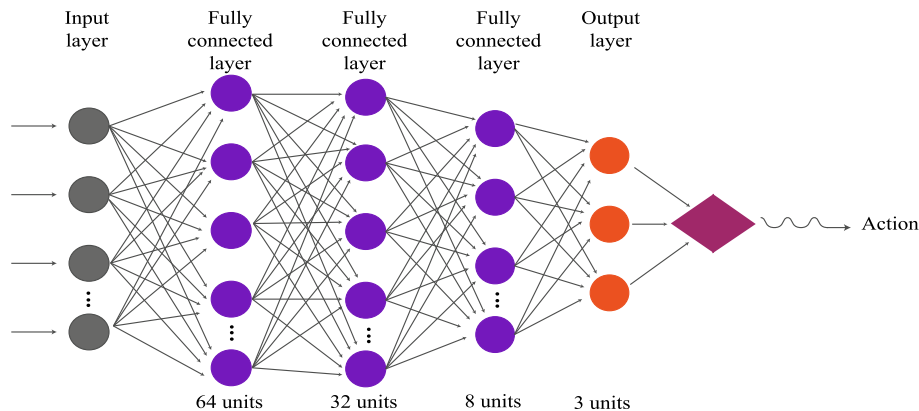 Input
layer
Fully
connected
layer
Fully
connected
layer
Fully
connected
layer
Output
layer
Action
64 units
32 units
8 units
3 units